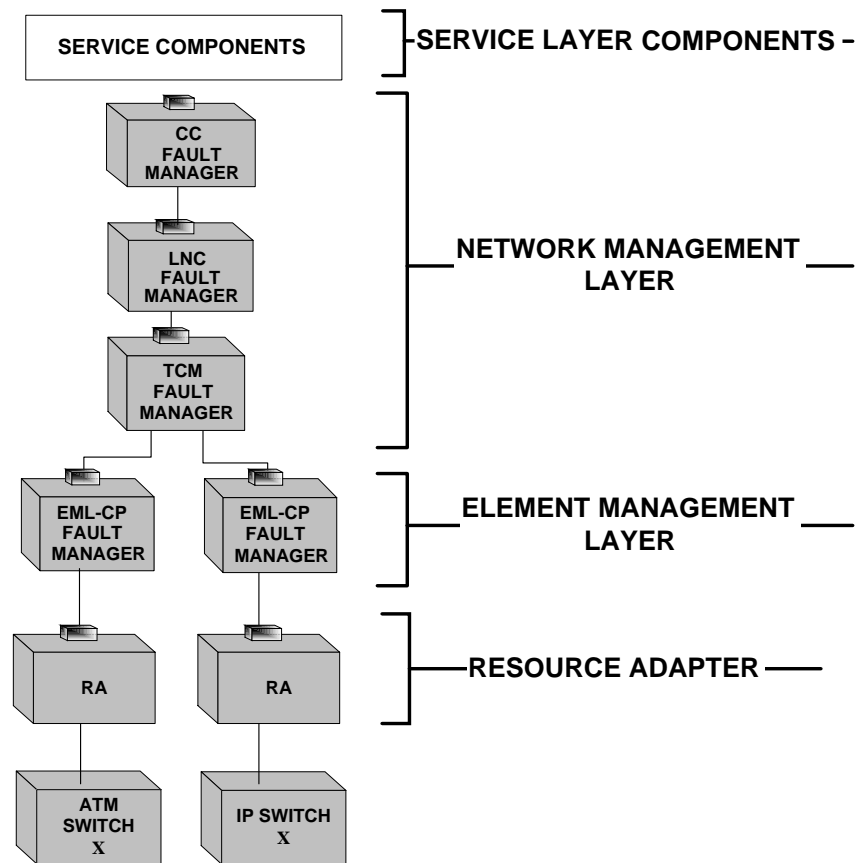 SERVICE COMPONENTS
SERVICE LAYER COMPONENTS
CC
FAULT
MANAGER
LNC
FAULT
MANAGER
NETWORK MANAGEMENT
LAYER
TCM
FAULT
MANAGER
EML-CP
FAULT
MANAGER
EML-CP
FAULT
MANAGER
ELEMENT MANAGEMENT
LAYER
RA
RA
RESOURCE ADAPTER
ATM
SWITCH
X
IP SWITCH
X